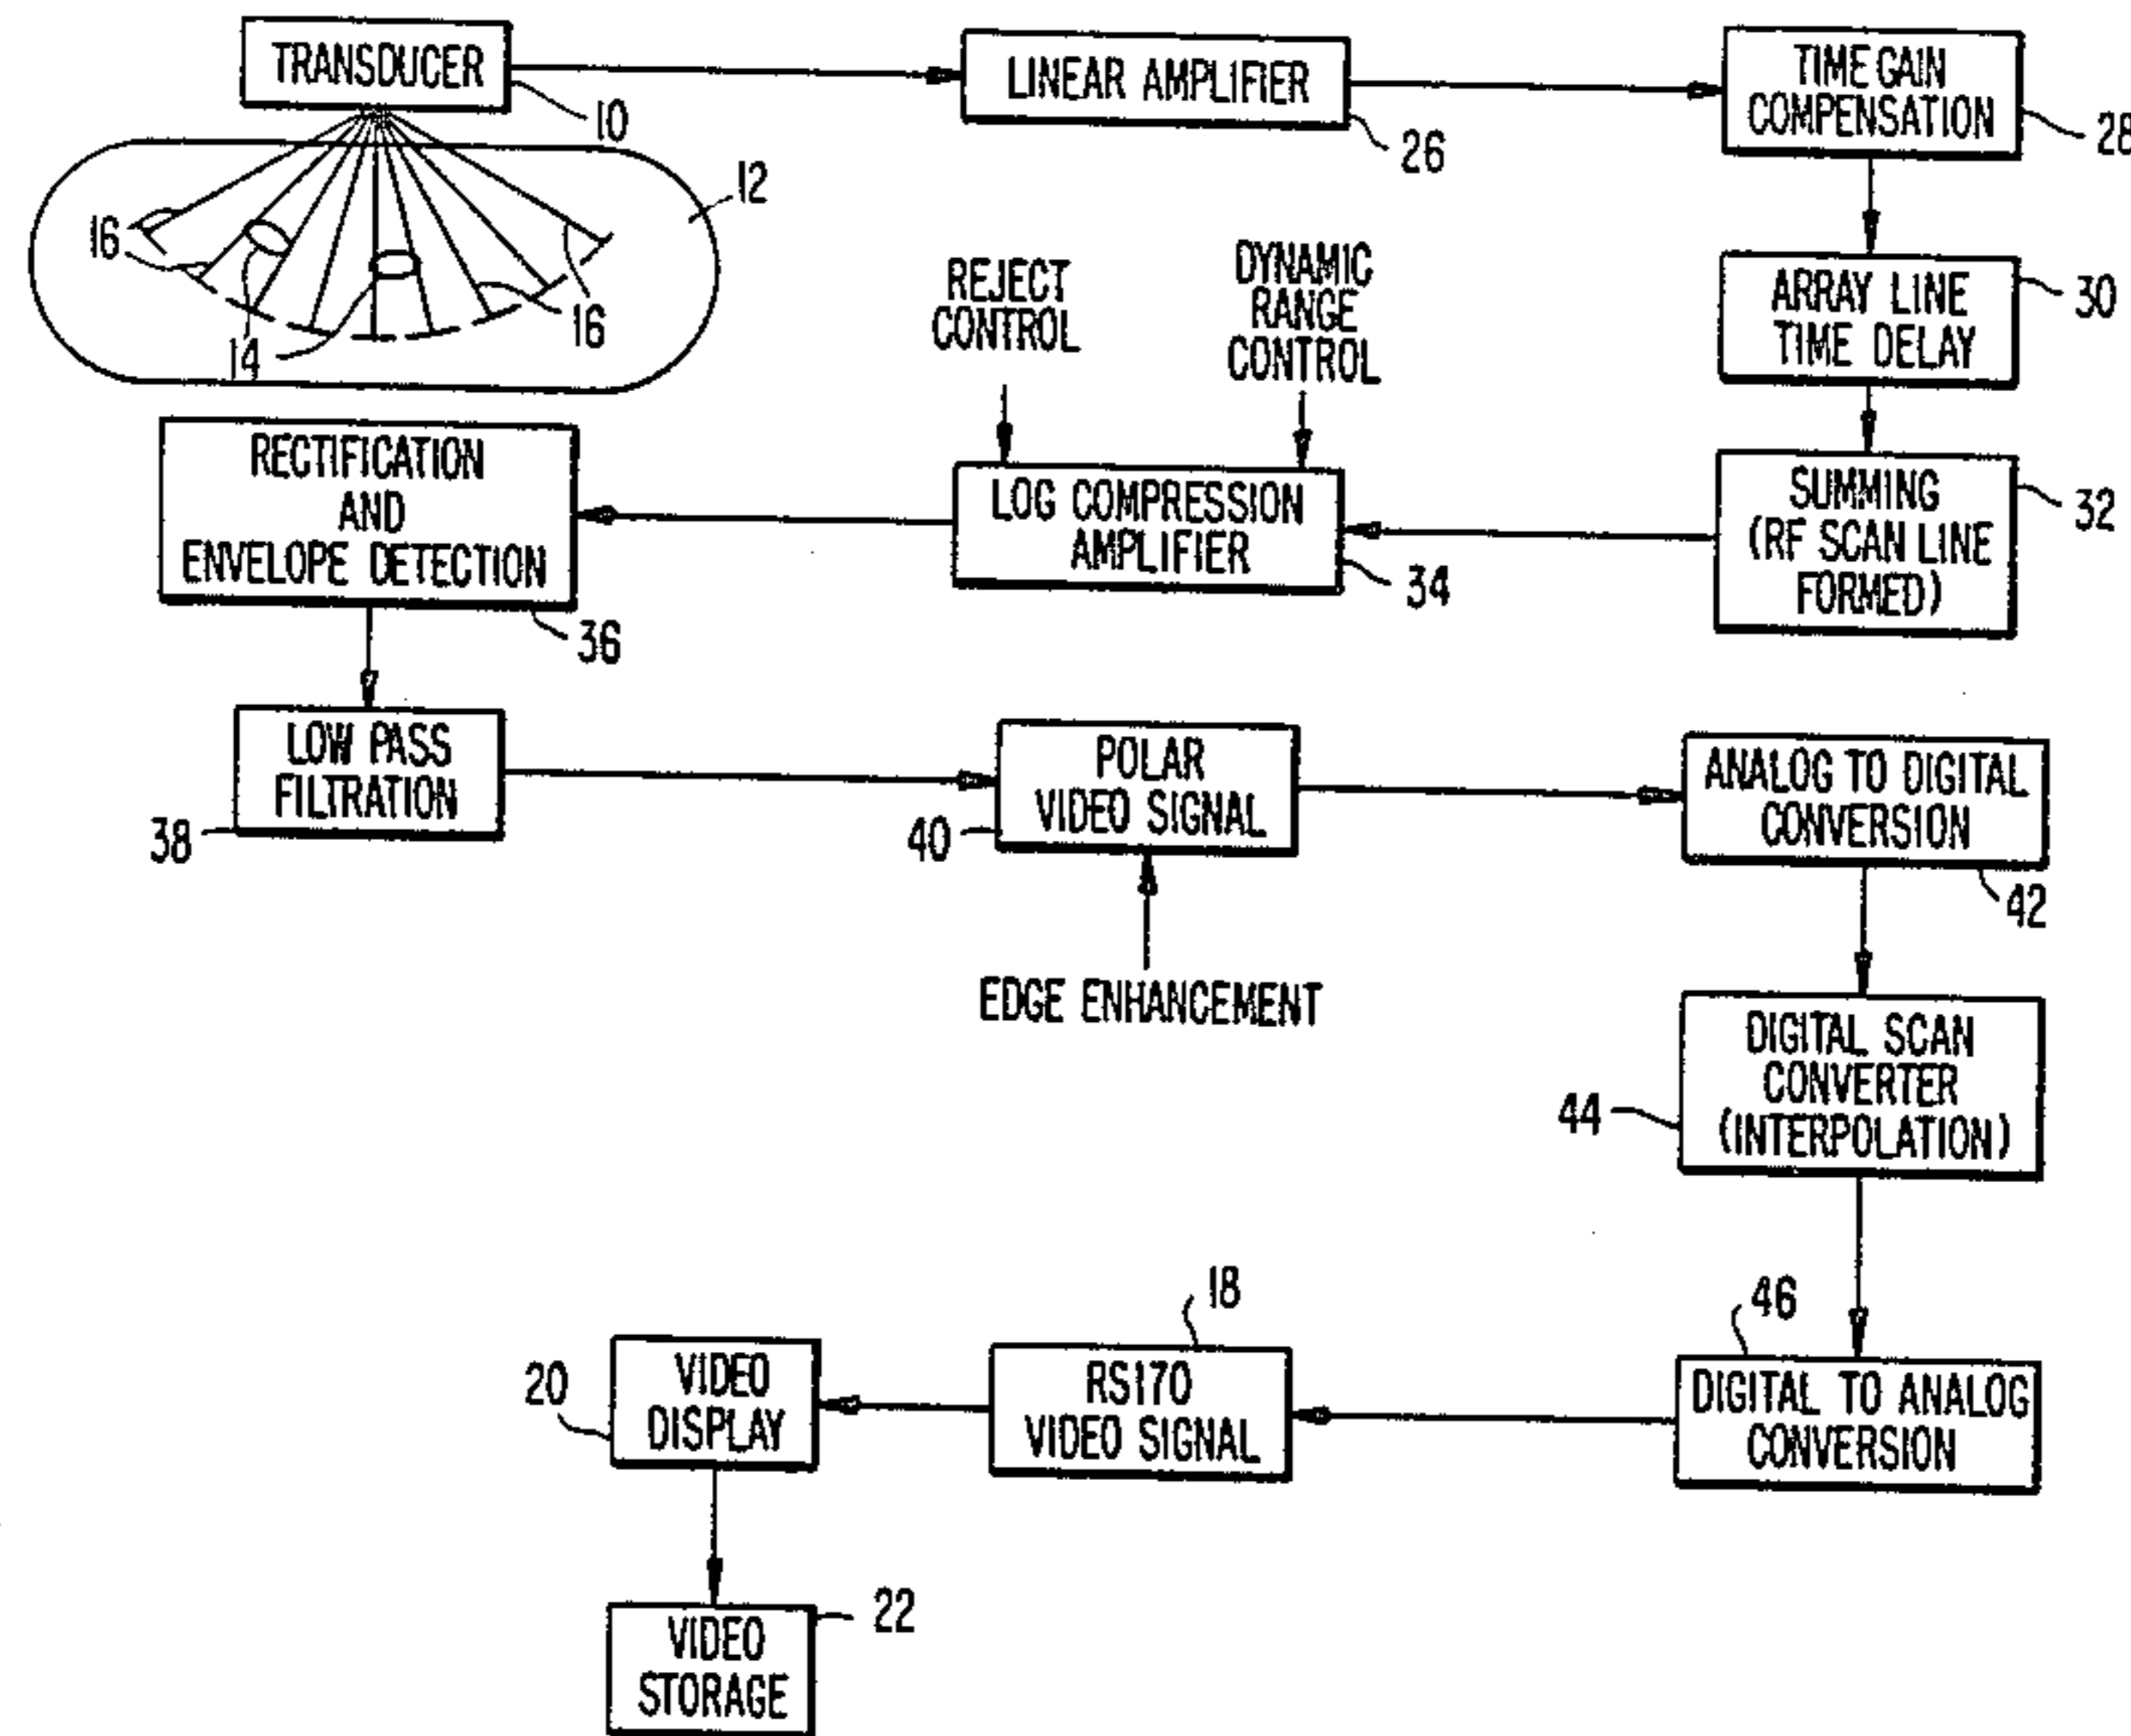 TRANSDUCER
10
LINEAR AMPLIFIER
26
TIME GAIN
COMPENSATION
28
12
16
14
16
REJECT
CONTROL
DYNAMIC
RANGE
CONTROL
ARRAY LINE
TIME DELAY
30
RECTIFICATION
AND
ENVELOPE DETECTION
36
LOG COMPRESSION
AMPLIFIER
34
SUMMING
(RF SCAN LINE
FORMED)
32
LOW PASS
FILTRATION
38
POLAR
VIDEO SIGNAL
40
EDGE ENHANCEMENT
ANALOG TO DIGITAL
CONVERSION
42
DIGITAL SCAN
CONVERTER
(INTERPOLATION)
44
18
46
20
VIDEO
DISPLAY
RS170
VIDEO SIGNAL
DIGITAL TO ANALOG
CONVERSION
22
VIDEO
STORAGE